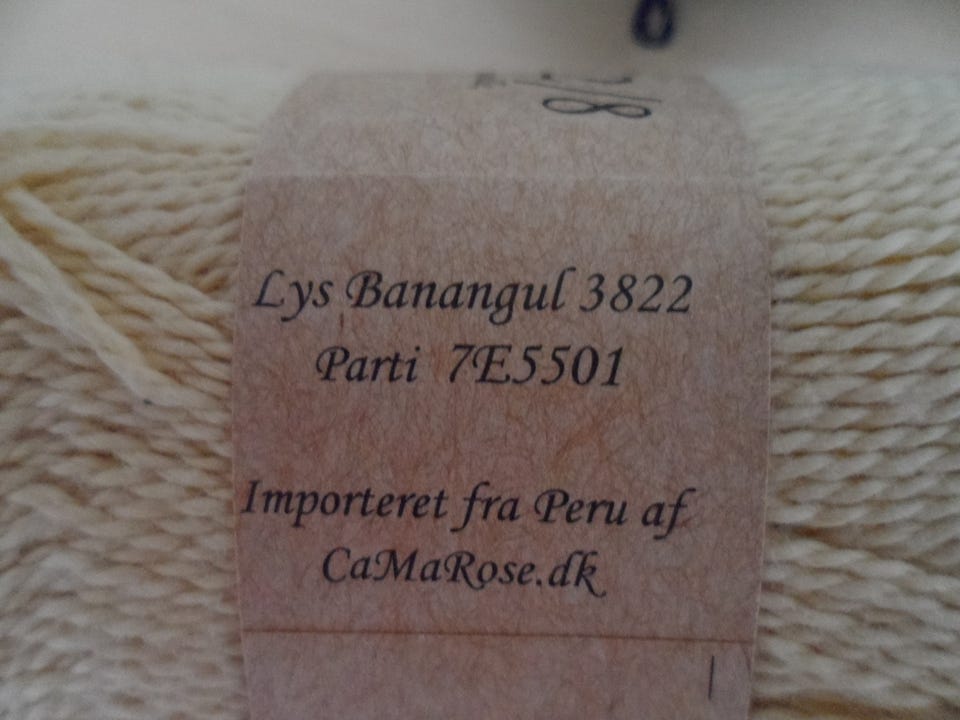 Lys Banangul 3822
Parti 7E5501
Importeret fra Peru af
CaMaRose.dk